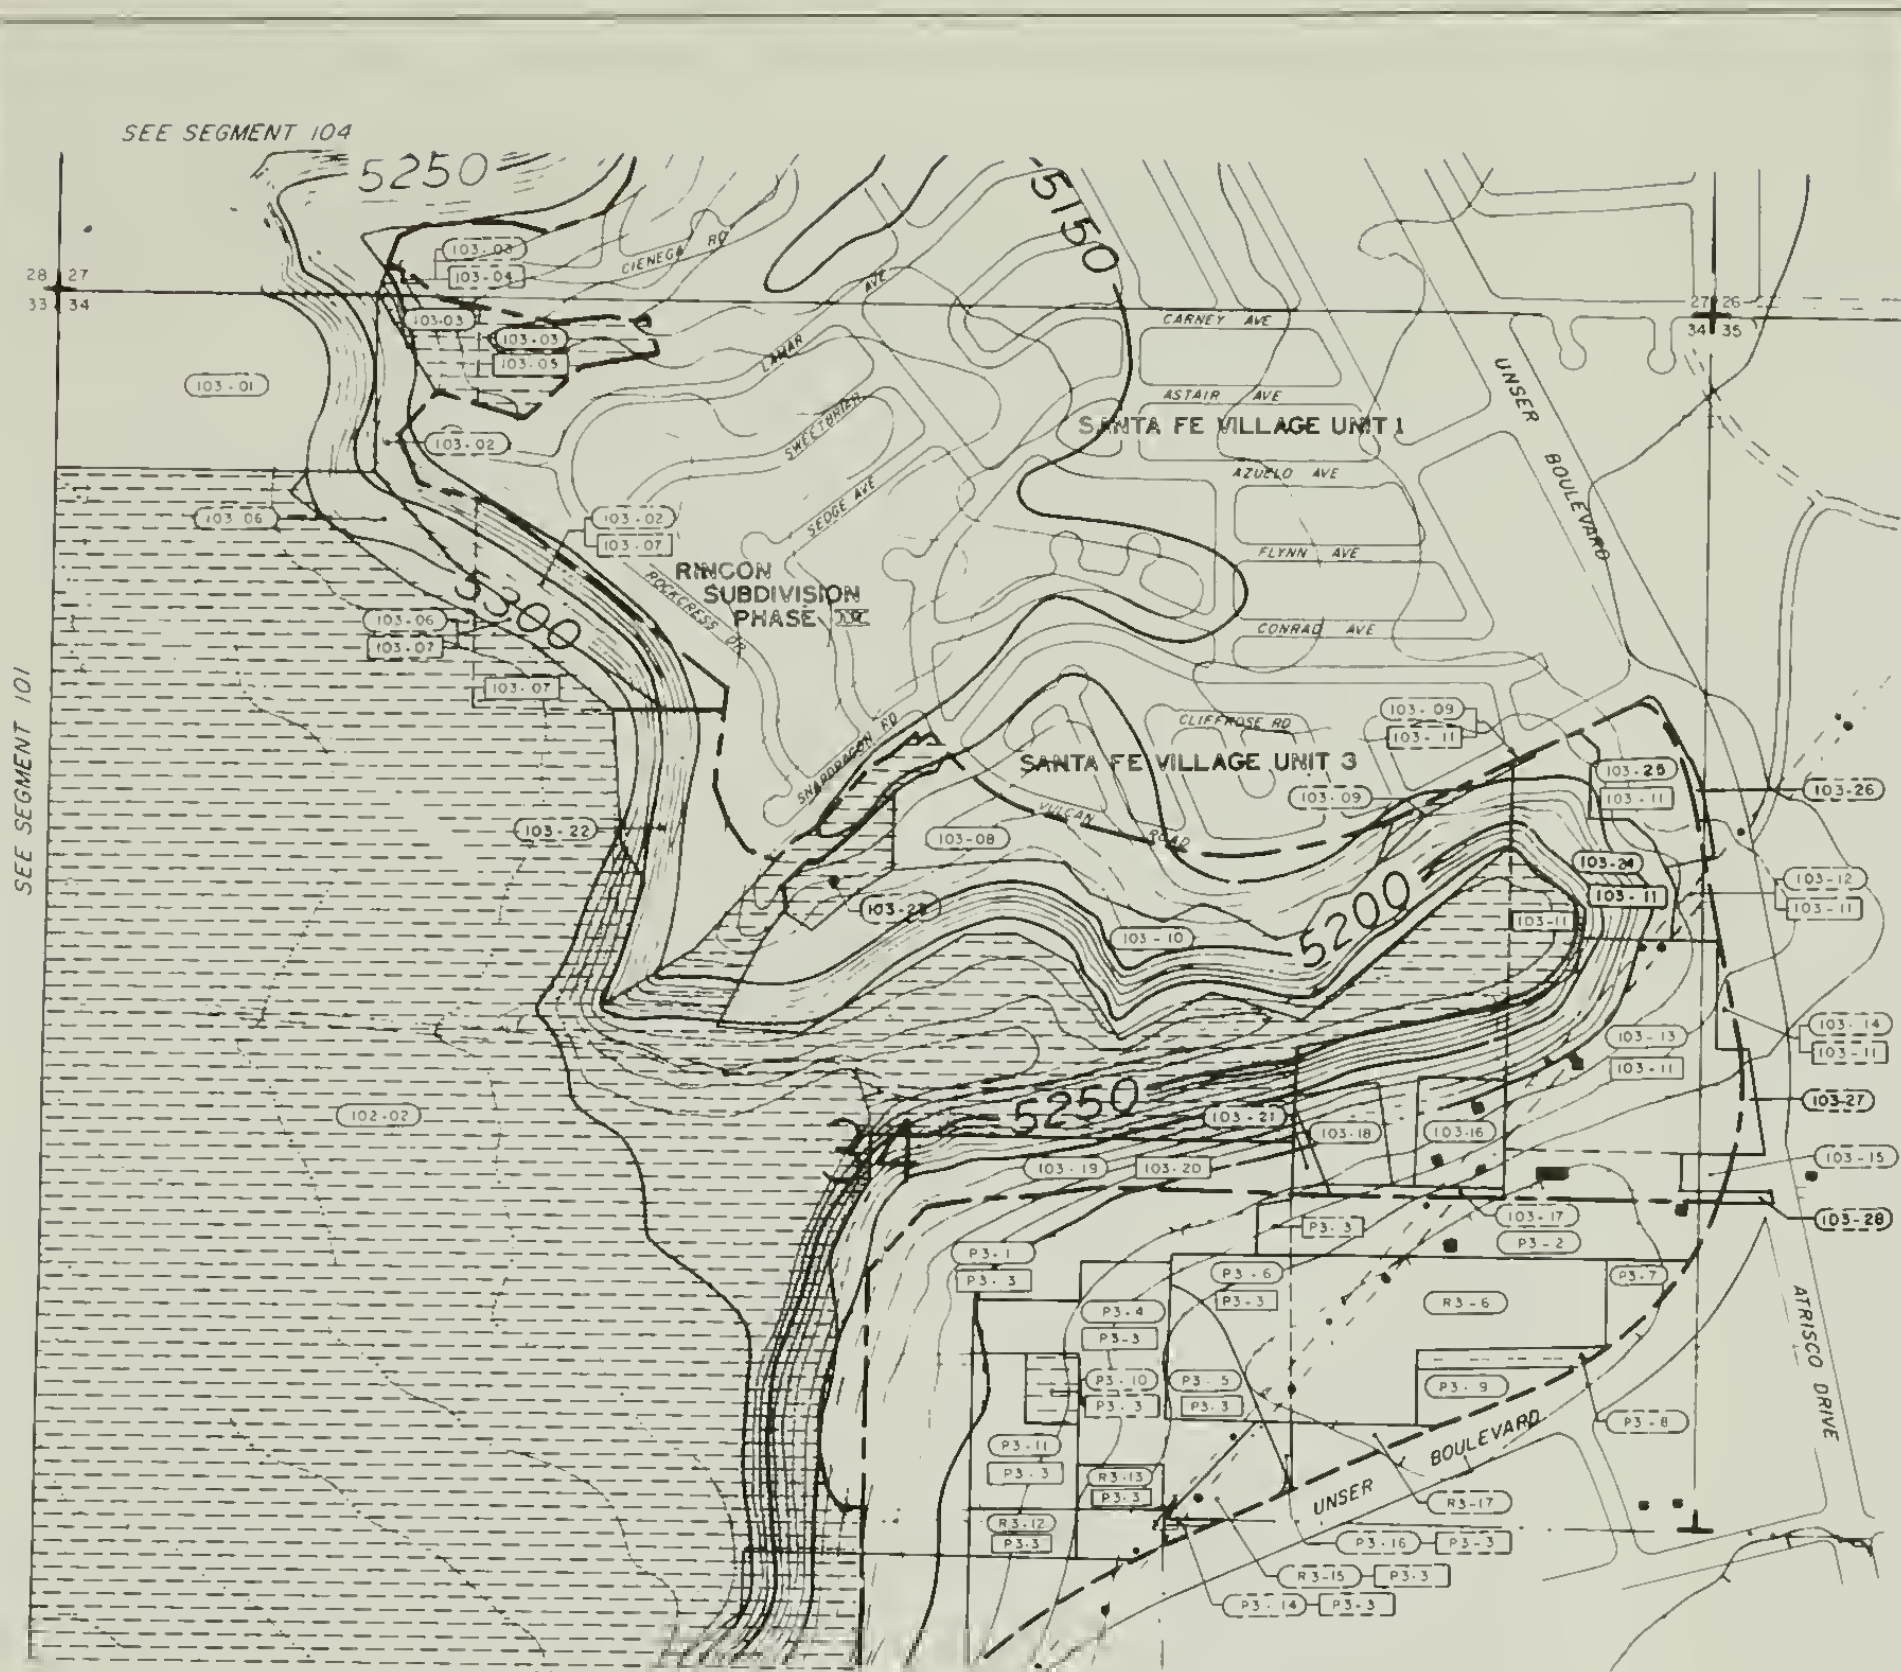 SEE SEGMENT 104
5250
5150
103-03
103-04
CIENEGA RD
28 27
33 34
27 26
34 35
103-03
103-03
103-05
AVE
LAMAR
CARNEY AVE
103-01
ASTAIR AVE
SANTA FE VILLAGE UNIT 1
UNSER BOULEVARD
103-02
SWEETBRIER
AZUELO AVE
SEDGE AVE
103-06
103-02
103-07
FLYNN AVE
RINCON
SUBDIVISION
PHASE
ROCKCRESS DR
5300
103-06
103-07
CONRAD AVE
103-07
SEE SEGMENT 101
SNAPDRAGON RD
CLIFFROSE RD
103-09
103-11
SANTA FE VILLAGE UNIT 3
103-25
103-11
103-26
103-09
VULCAN ROAD
103-22
103-08
103-24
103-11
103-12
103-11
103-23
5200
103-11
103-10
103-14
103-11
103-13
103-11
5250
103-27
102-02
103-21
103-18
103-16
103-19
103-20
103-15
103-28
103-17
P3-2
P3-3
P3-1
P3-3
P3-6
P3-3
P3-7
R3-6
P3-4
P3-3
ATRISCO DRIVE
P3-10
P3-3
P3-5
P3-3
P3-9
P3-8
P3-11
P3-3
UNSER BOULEVARD
R3-13
P3-3
R3-17
R3-12
P3-3
P3-16
P3-3
R3-15
P3-3
P3-14
P3-3